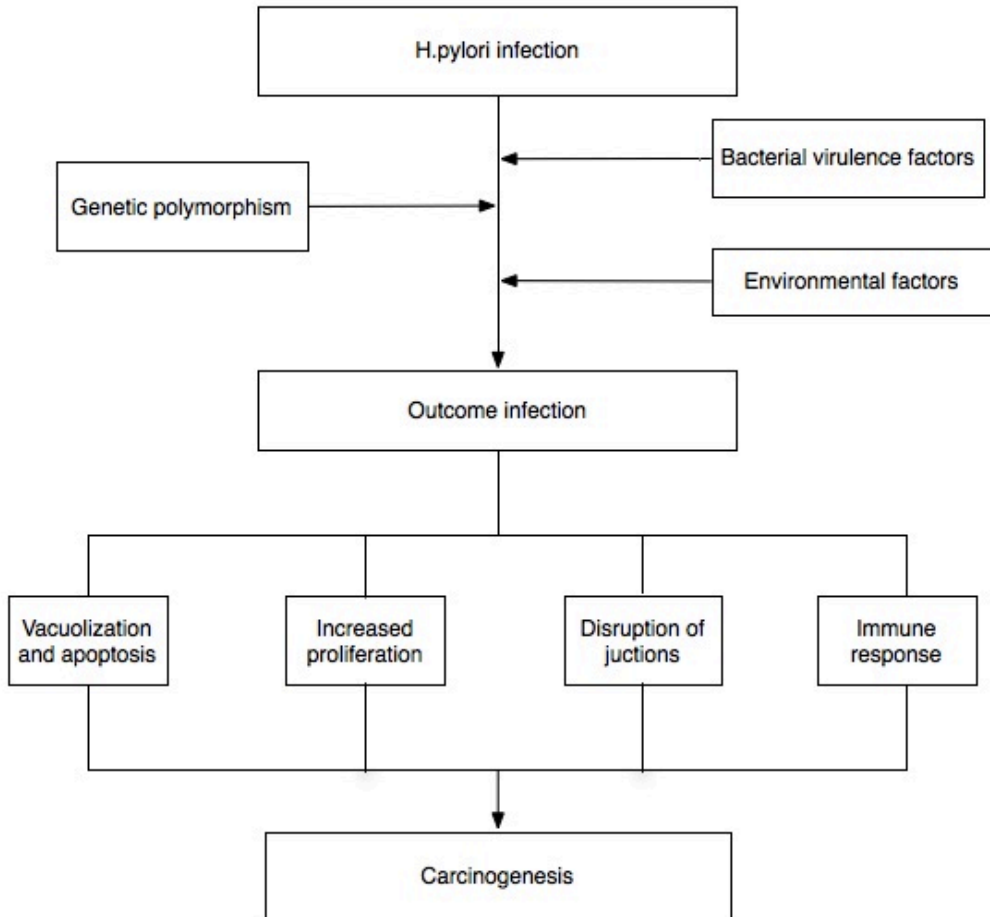 H.pylori infection
Bacterial virulence factors
Genetic polymorphism
Environmental factors
Outcome infection
Vacuolization
and apoptosis
Increased
proliferation
Disruption of
juctions
Immune
response
Carcinogenesis